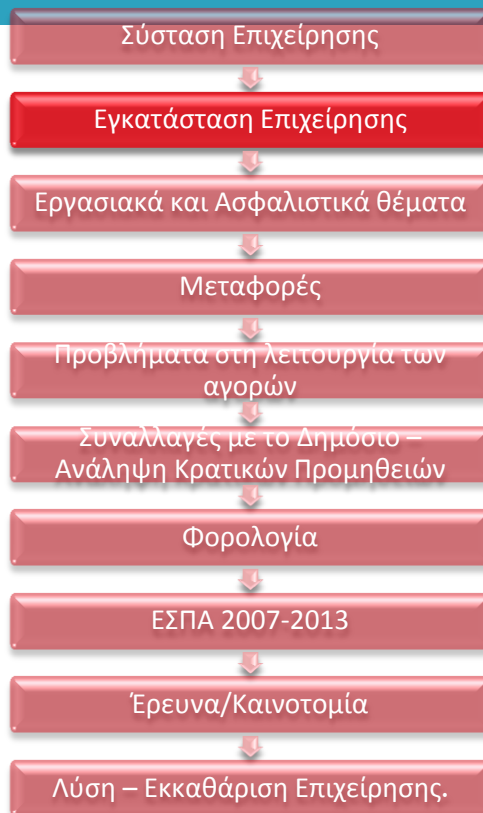 Σύσταση Επιχείρησης
Εγκατάσταση Επιχείρησης
Εργασιακά και Ασφαλιστικά θέματα
Μεταφορές
Προβλήματα στη λειτουργία των
αγορών
Συναλλαγές με το Δημόσιο –
Ανάληψη Κρατικών Προμηθειών
Φορολογία
ΕΣΠΑ 2007-2013
Έρευνα/Καινοτομία
Λύση – Εκκαθάριση Επιχείρησης.